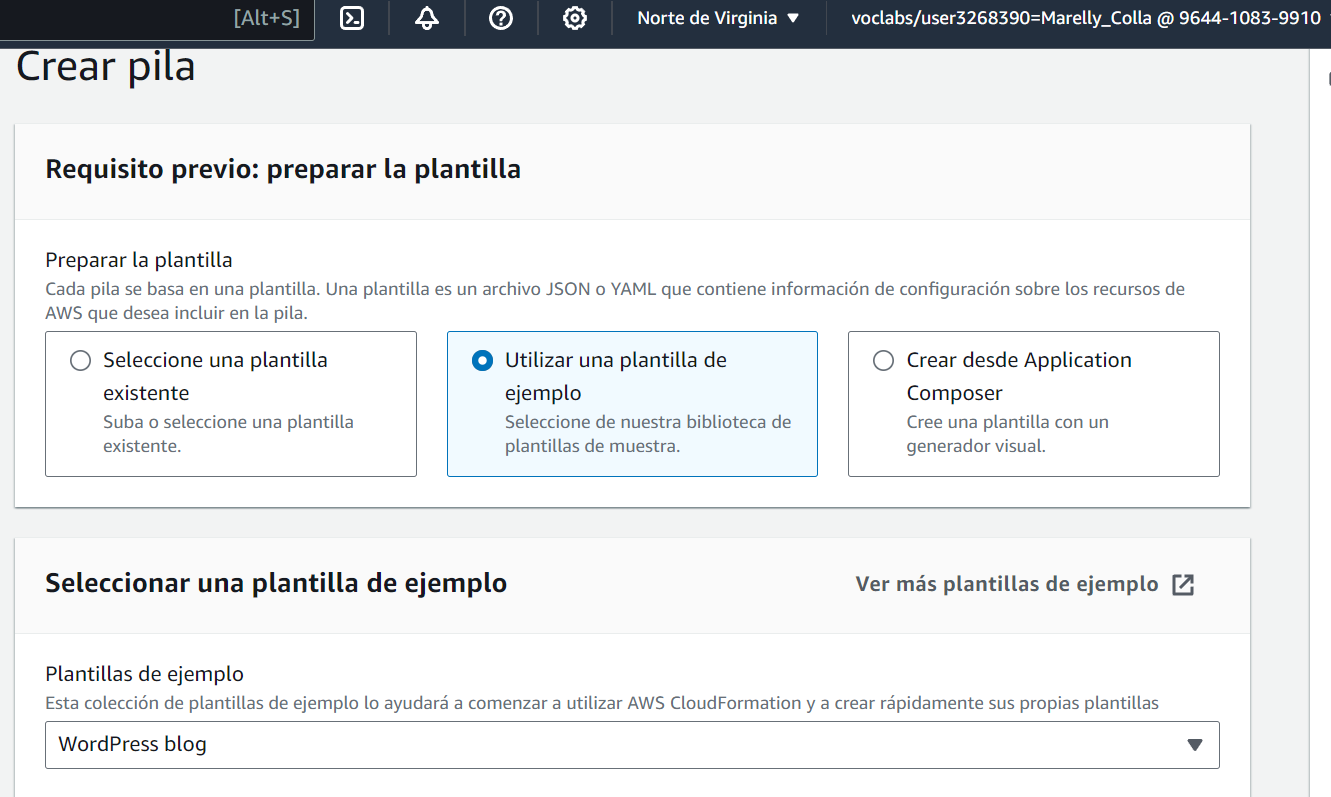 [Alt+S]
Norte de Virginia
voclabs/user3268390=Marelly_Colla @ 9644-1083-9910
Crear pila
Requisito previo: preparar la plantilla
Preparar la plantilla
Cada pila se basa en una plantilla. Una plantilla es un archivo JSON o YAML que contiene información de configuración sobre los recursos de
AWS que desea incluir en la pila.
Seleccione una plantilla
existente
Suba o seleccione una plantilla
existente.
Utilizar una plantilla de
ejemplo
Seleccione de nuestra biblioteca de
plantillas de muestra.
Crear desde Application
Composer
Cree una plantilla con un
generador visual.
Seleccionar una plantilla de ejemplo
Ver más plantillas de ejemplo
Plantillas de ejemplo
Esta colección de plantillas de ejemplo lo ayudará a comenzar a utilizar AWS CloudFormation y a crear rápidamente sus propias plantillas
WordPress blog